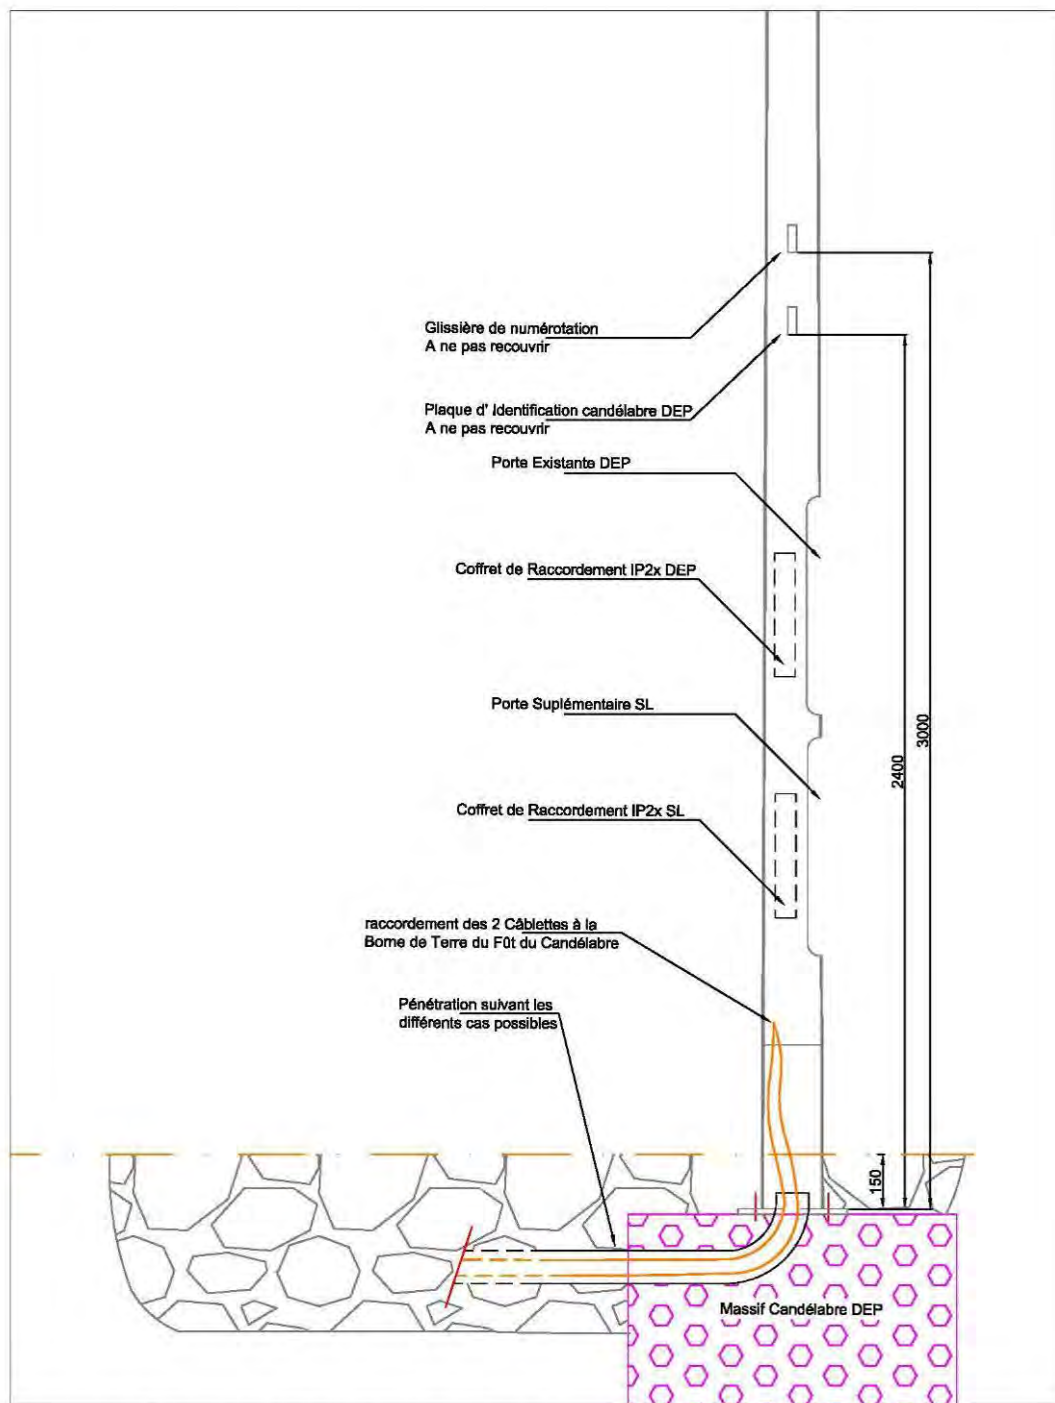 Glissière de numérotation
A ne pas recouvrir
Plaque d' Identification candélabre DEP
A ne pas recouvrir
Porte Existante DEP
Coffret de Raccordement IP2x DEP
Porte Suplémentaire SL
3000
2400
Coffret de Raccordement IP2x SL
raccordement des 2 Câblettes à la
Borne de Terre du Fût du Candélabre
Pénétration suivant les
différents cas possibles
150
Massif Candélabre DEP